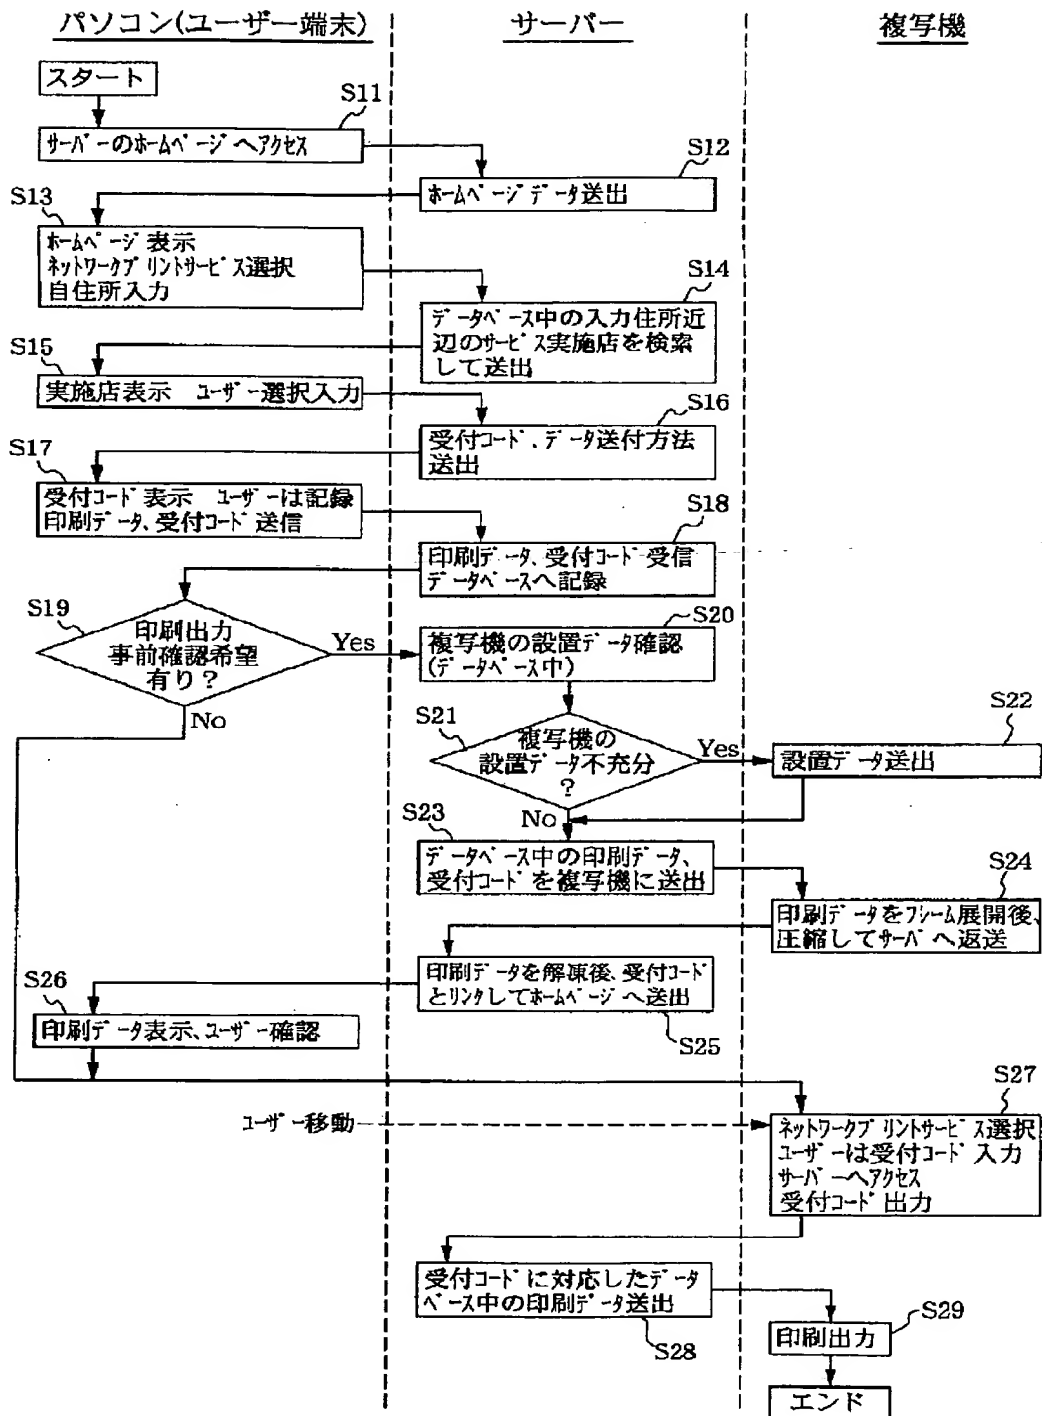 パソコン(ユーザー端末)
サーバー
複写機
スタート
S11
サーバーのホームページへアクセス
S12
ホームページデータ送出
S13
ホームページ表示
ネットワークプリントサービス選択
自住所入力
S14
データベース中の入力住所近
辺のサービス実施店を検索
して送出
S15
実施店表示 ユーザー選択入力
S16
受付コード、データ送付方法
送出
S17
受付コード表示 ユーザーは記録
印刷データ、受付コード送信
S18
印刷データ、受付コード受信
データベースへ記録
S19
印刷出力
事前確認希望
有り?
Yes
No
S20
複写機の設置データ確認
(データベース中)
S21
複写機の
設置データ不充分
?
Yes
No
S22
設置データ送出
S23
データベース中の印刷データ、
受付コードを複写機に送出
S24
印刷データをフレーム展開後、
圧縮してサーバへ返送
印刷データを解凍後、受付コード
とリンクしてホームページへ送出
S25
S26
印刷データ表示、ユーザー確認
S27
ユーザー移動
ネットワークプリントサービス選択
ユーザーは受付コード入力
サーバーへアクセス
受付コード出力
受付コードに対応したデータ
ベース中の印刷データ送出
S28
S29
印刷出力
エンド